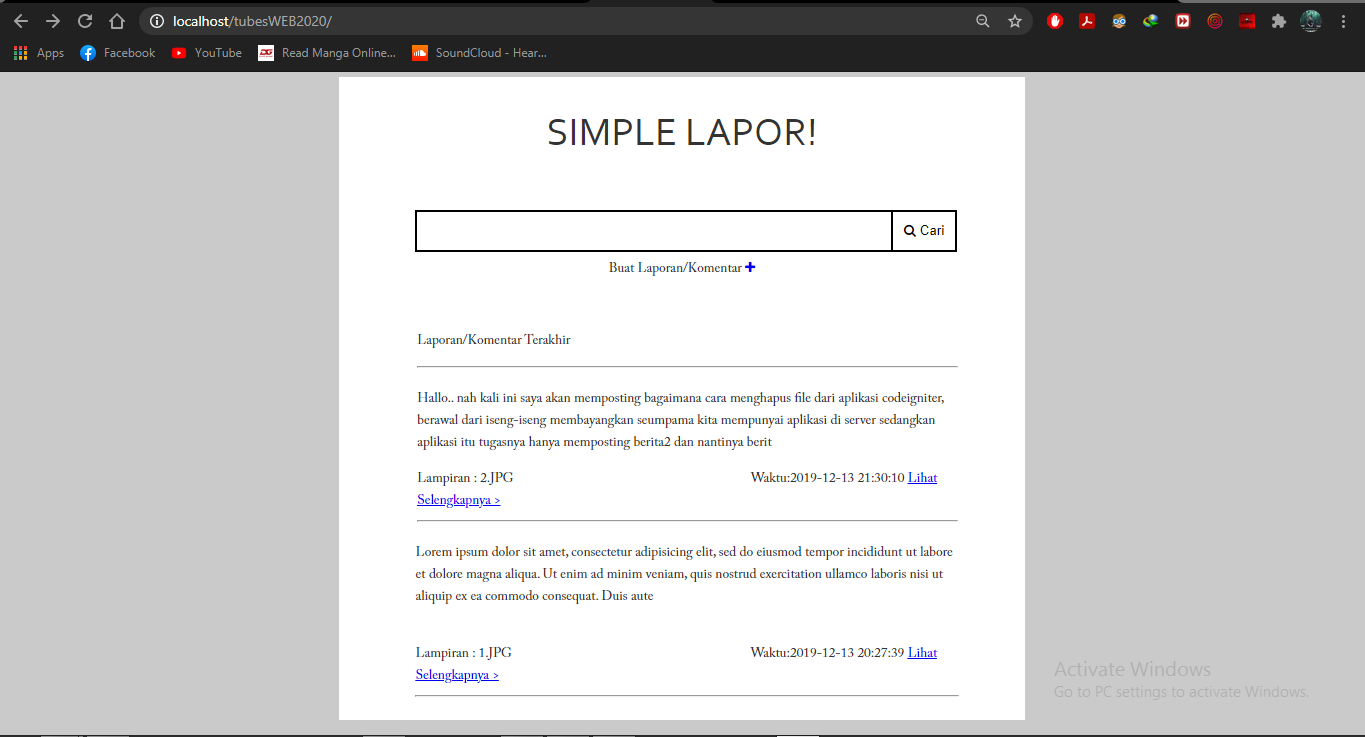 localhost/tubesWEB2020/
Apps Facebook YouTube Read Manga Online... SoundCloud - Hear...
SIMPLE LAPOR!
Cari
Buat Laporan/Komentar
Laporan/Komentar Terakhir
Hallo.. nah kali ini saya akan memposting bagaimana cara menghapus file dari aplikasi codeigniter,
berawal dari iseng-iseng membayangkan seumpama kita mempunyai aplikasi di server sedangkan
aplikasi itu tugasnya hanya memposting berita2 dan nantinya berit
Lampiran : 2.JPG Waktu:2019-12-13 21:30:10 Lihat
Selengkapnya >
Lorem ipsum dolor sit amet, consectetur adipisicing elit, sed do eiusmod tempor incididunt ut labore
et dolore magna aliqua. Ut enim ad minim veniam, quis nostrud exercitation ullamco laboris nisi ut
aliquip ex ea commodo consequat. Duis aute
Lampiran : 1.JPG Waktu:2019-12-13 20:27:39 Lihat
Selengkapnya >
Activate Windows
Go to PC settings to activate Windows.